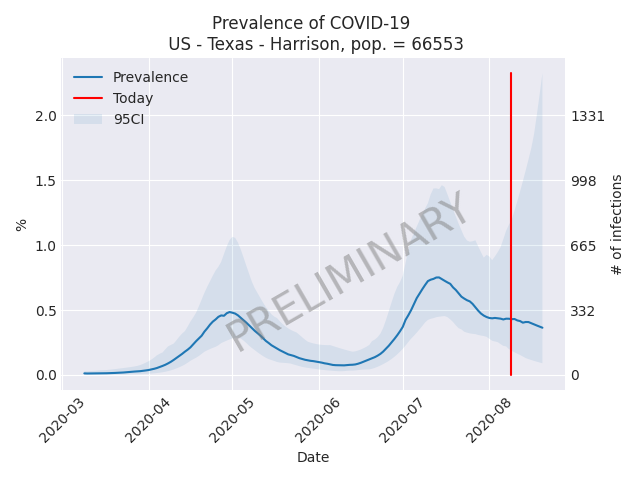 Prevalence of COVID-19
US - Texas - Harrison, pop. = 66553
Prevalence
Today
95CI
2.0
1.5
1.0
0.5
0.0
%
1331
998
665
332
0
# of infections
PRELIMINARY
2020-03
2020-04
2020-05
2020-06
2020-07
2020-08
Date